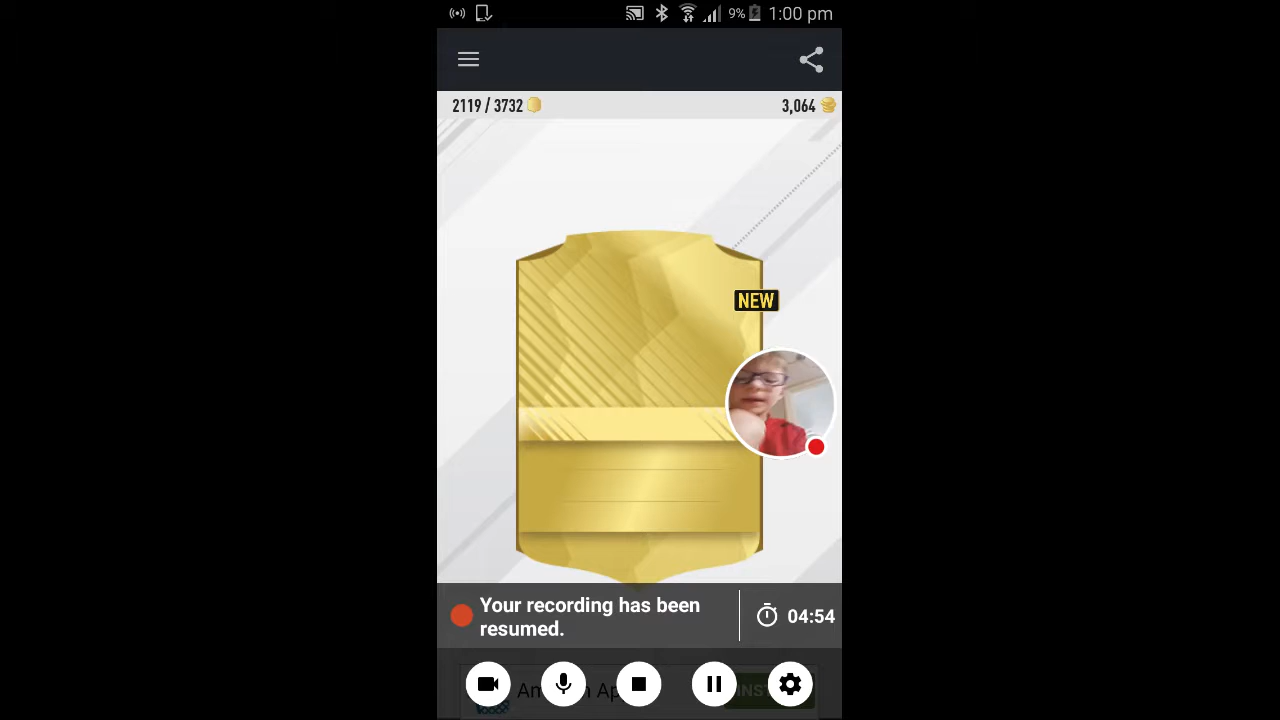 9% 1:00 pm
2119 / 3732 3,064
NEW
Your recording has been
resumed.
04:54